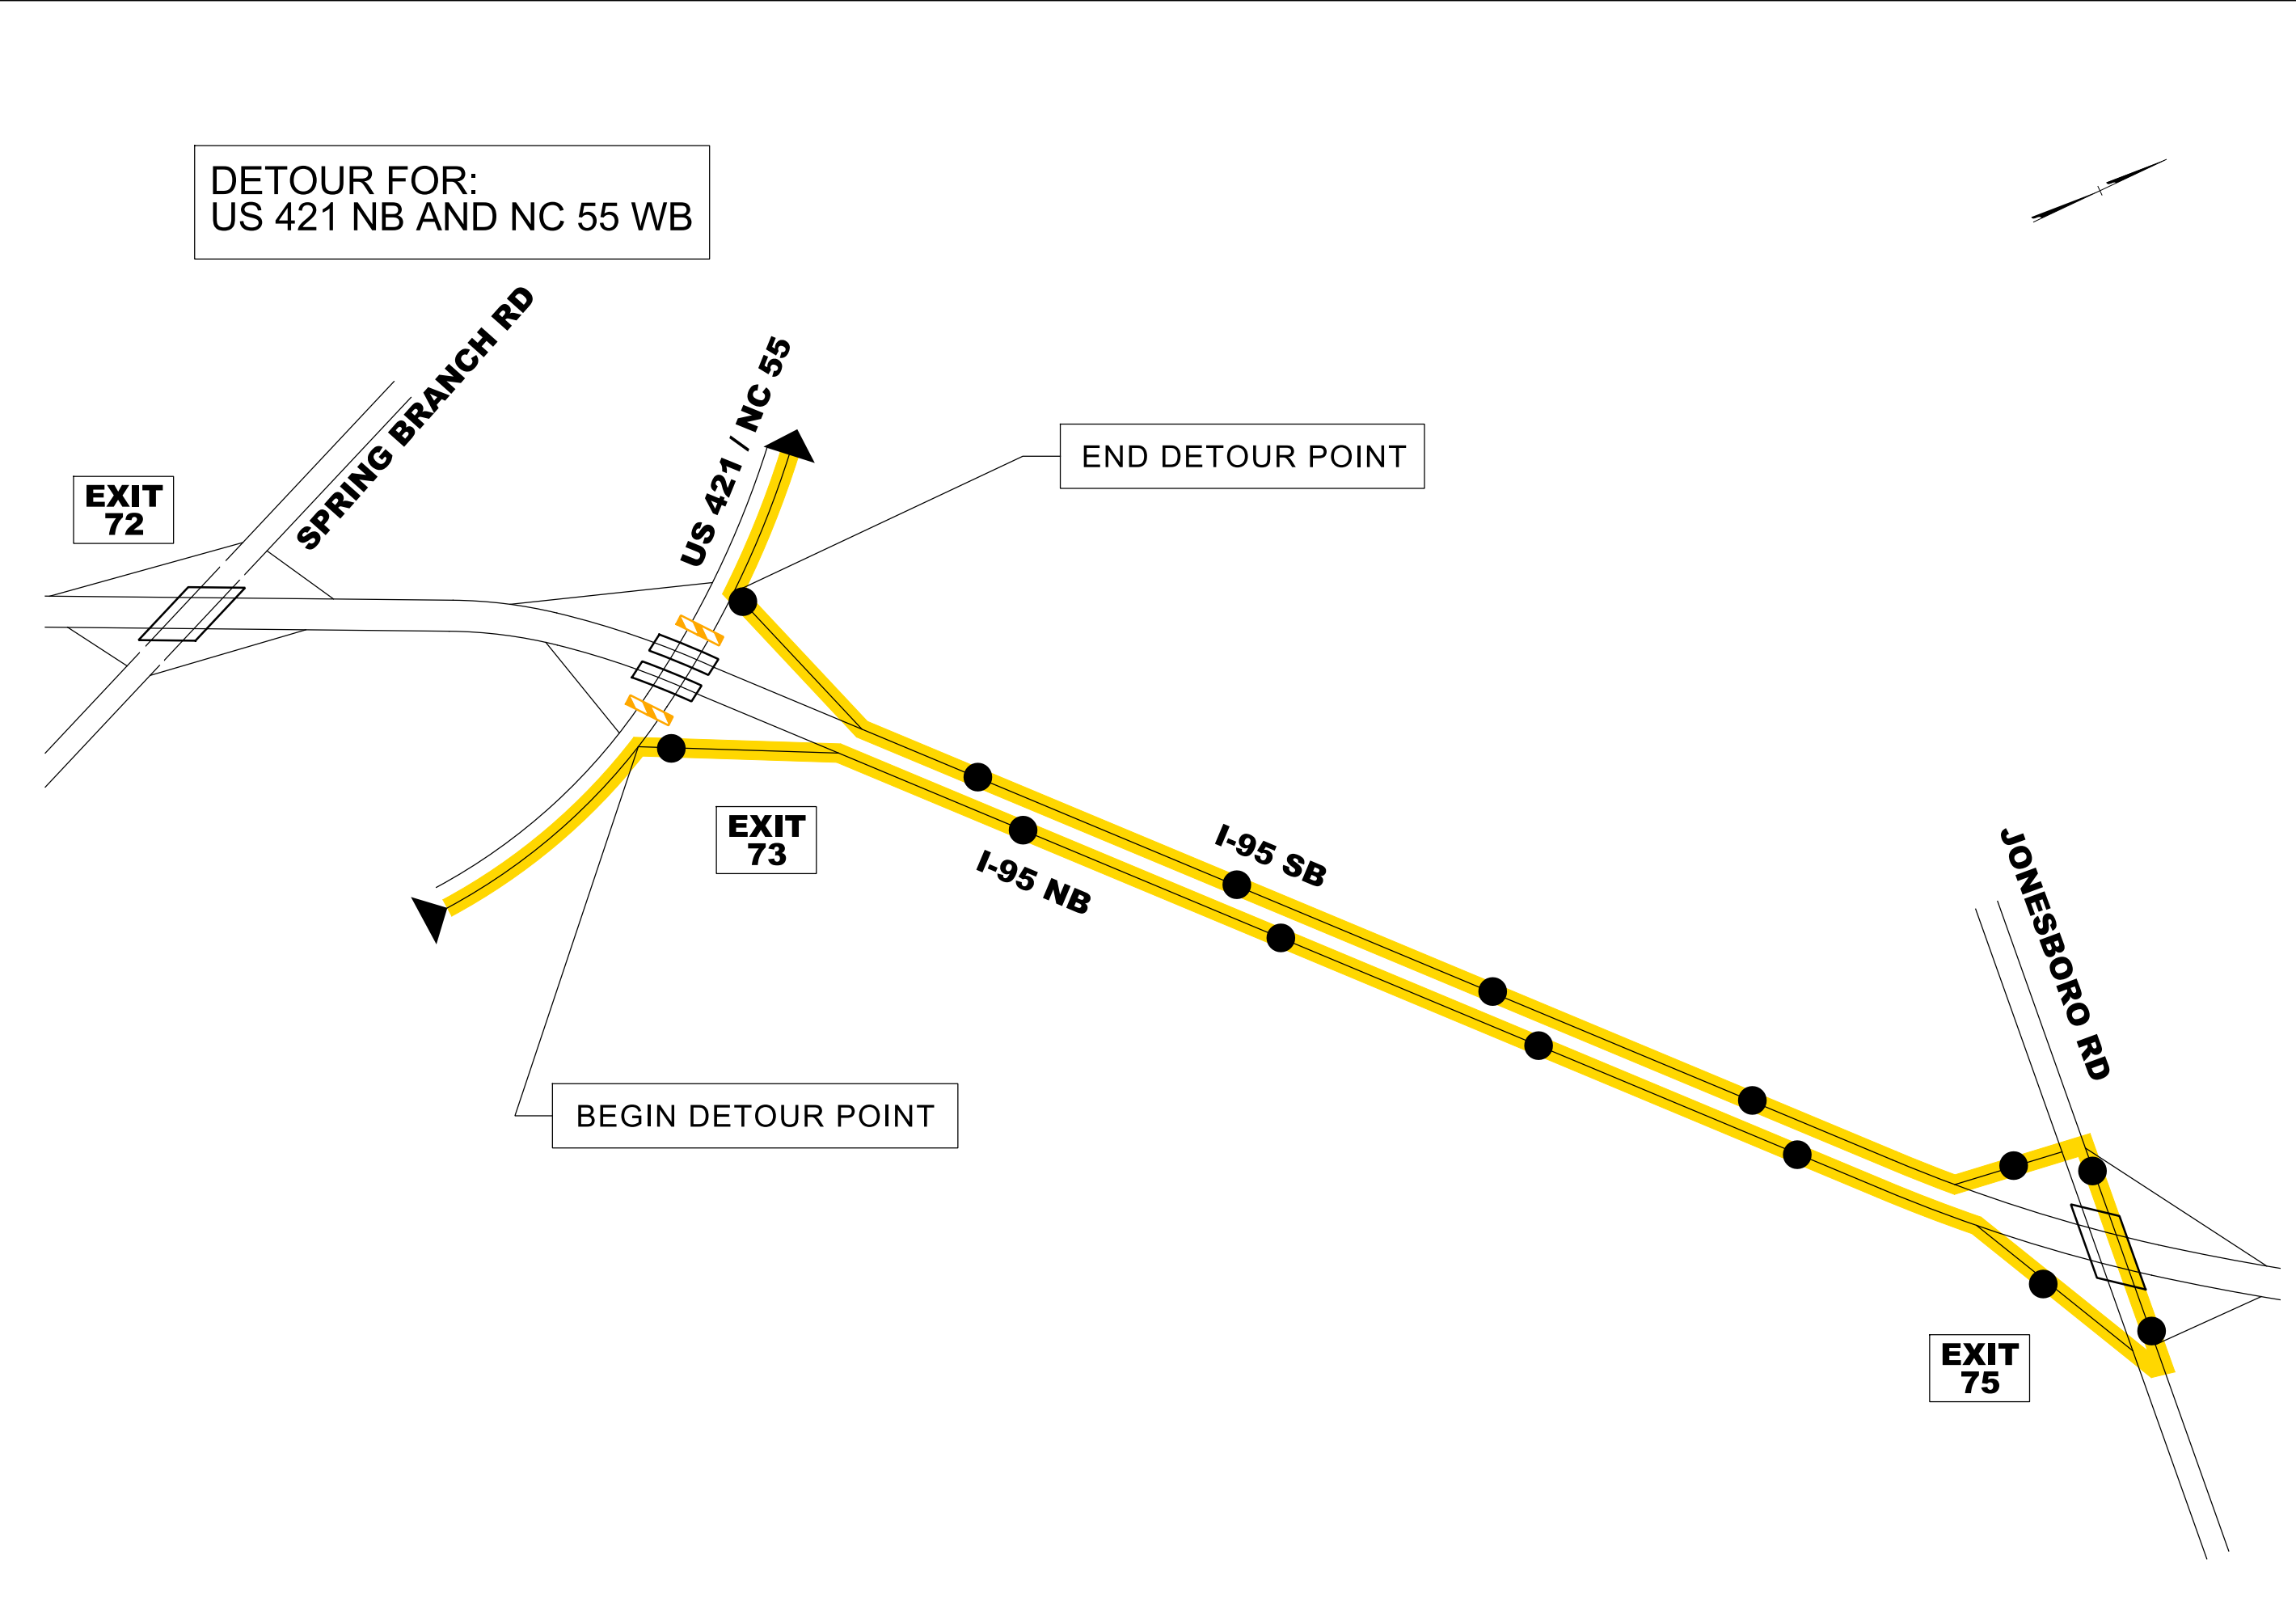 DETOUR FOR:
US 421 NB AND NC 55 WB
SPRING BRANCH RD
US 421 / NC 55
END DETOUR POINT
EXIT
72
EXIT
73
I-95 SB
I-95 NB
JONESBORO RD
BEGIN DETOUR POINT
EXIT
75